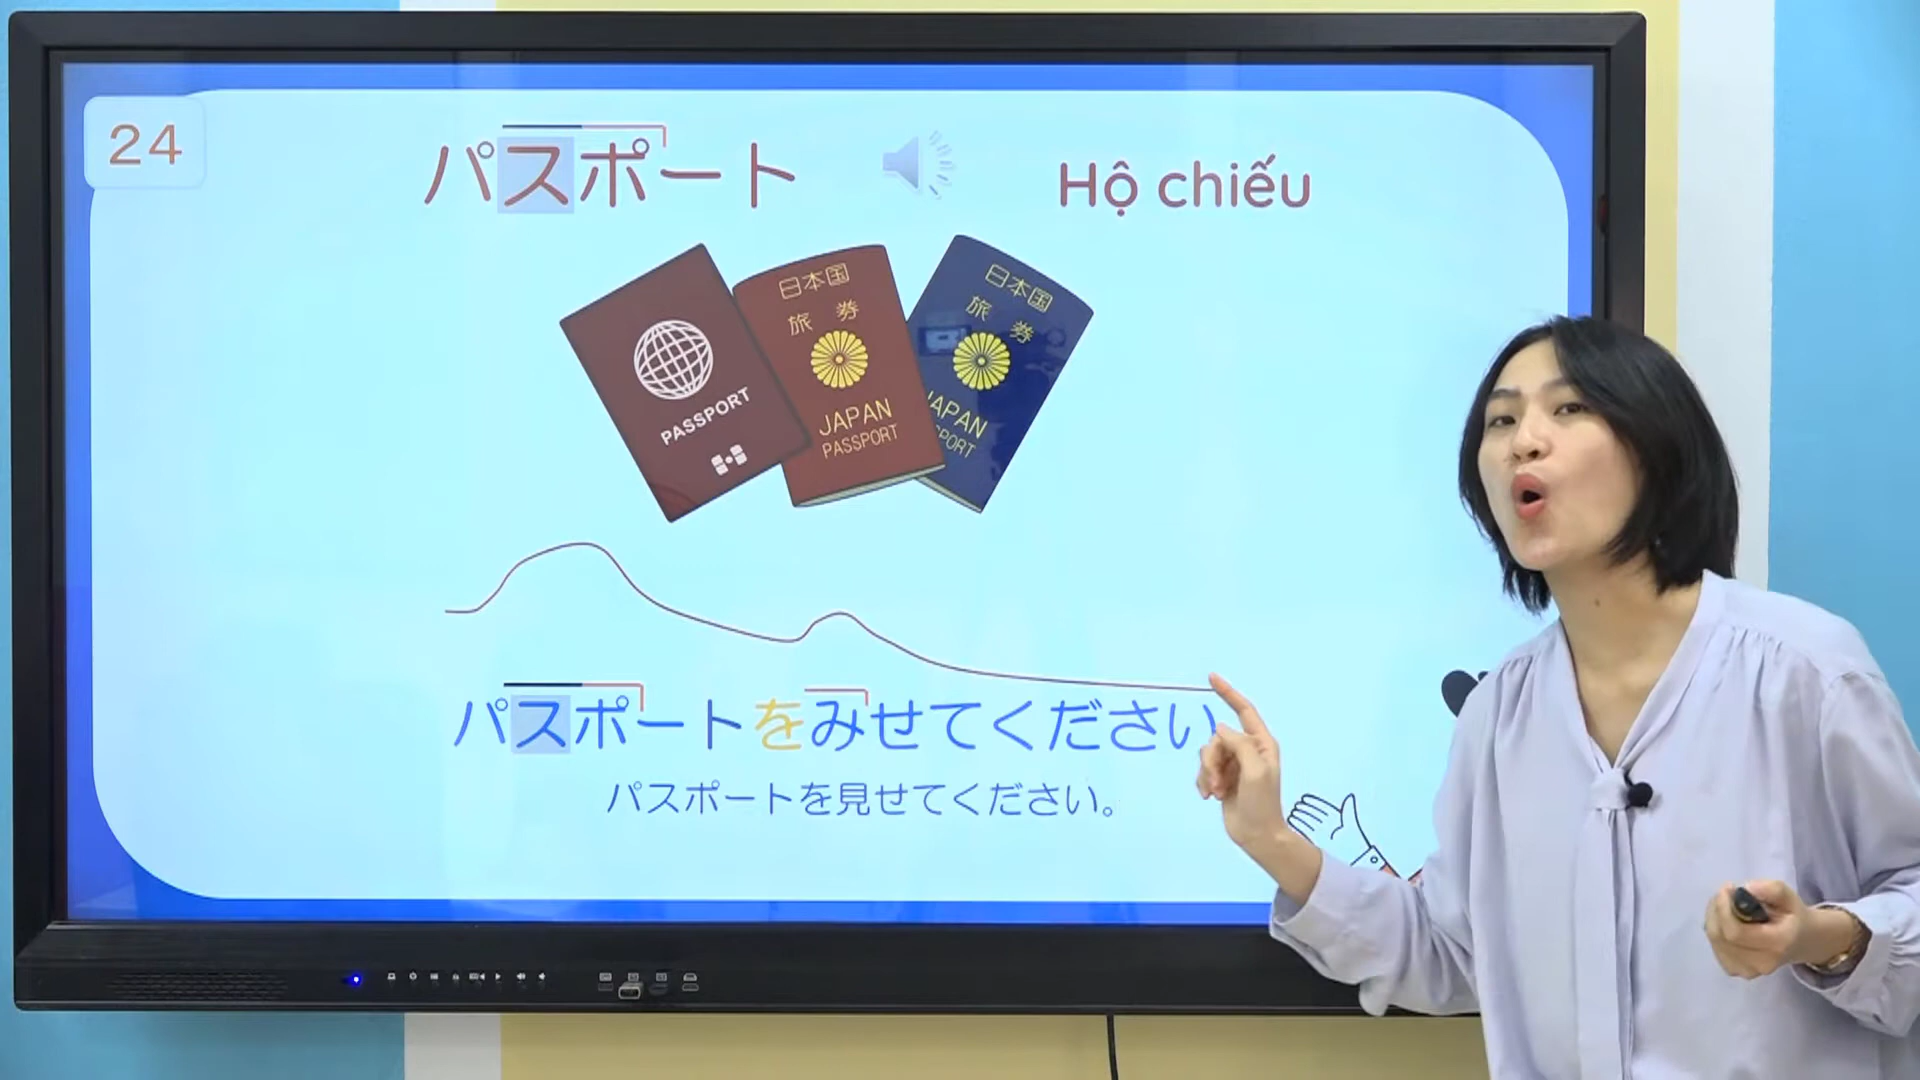 24
パスポート
Hộ chiếu
PASSPORT
日本国
旅券
JAPAN
PASSPORT
日本国
旅券
パスポートをみせてください
パスポートを見せてください。